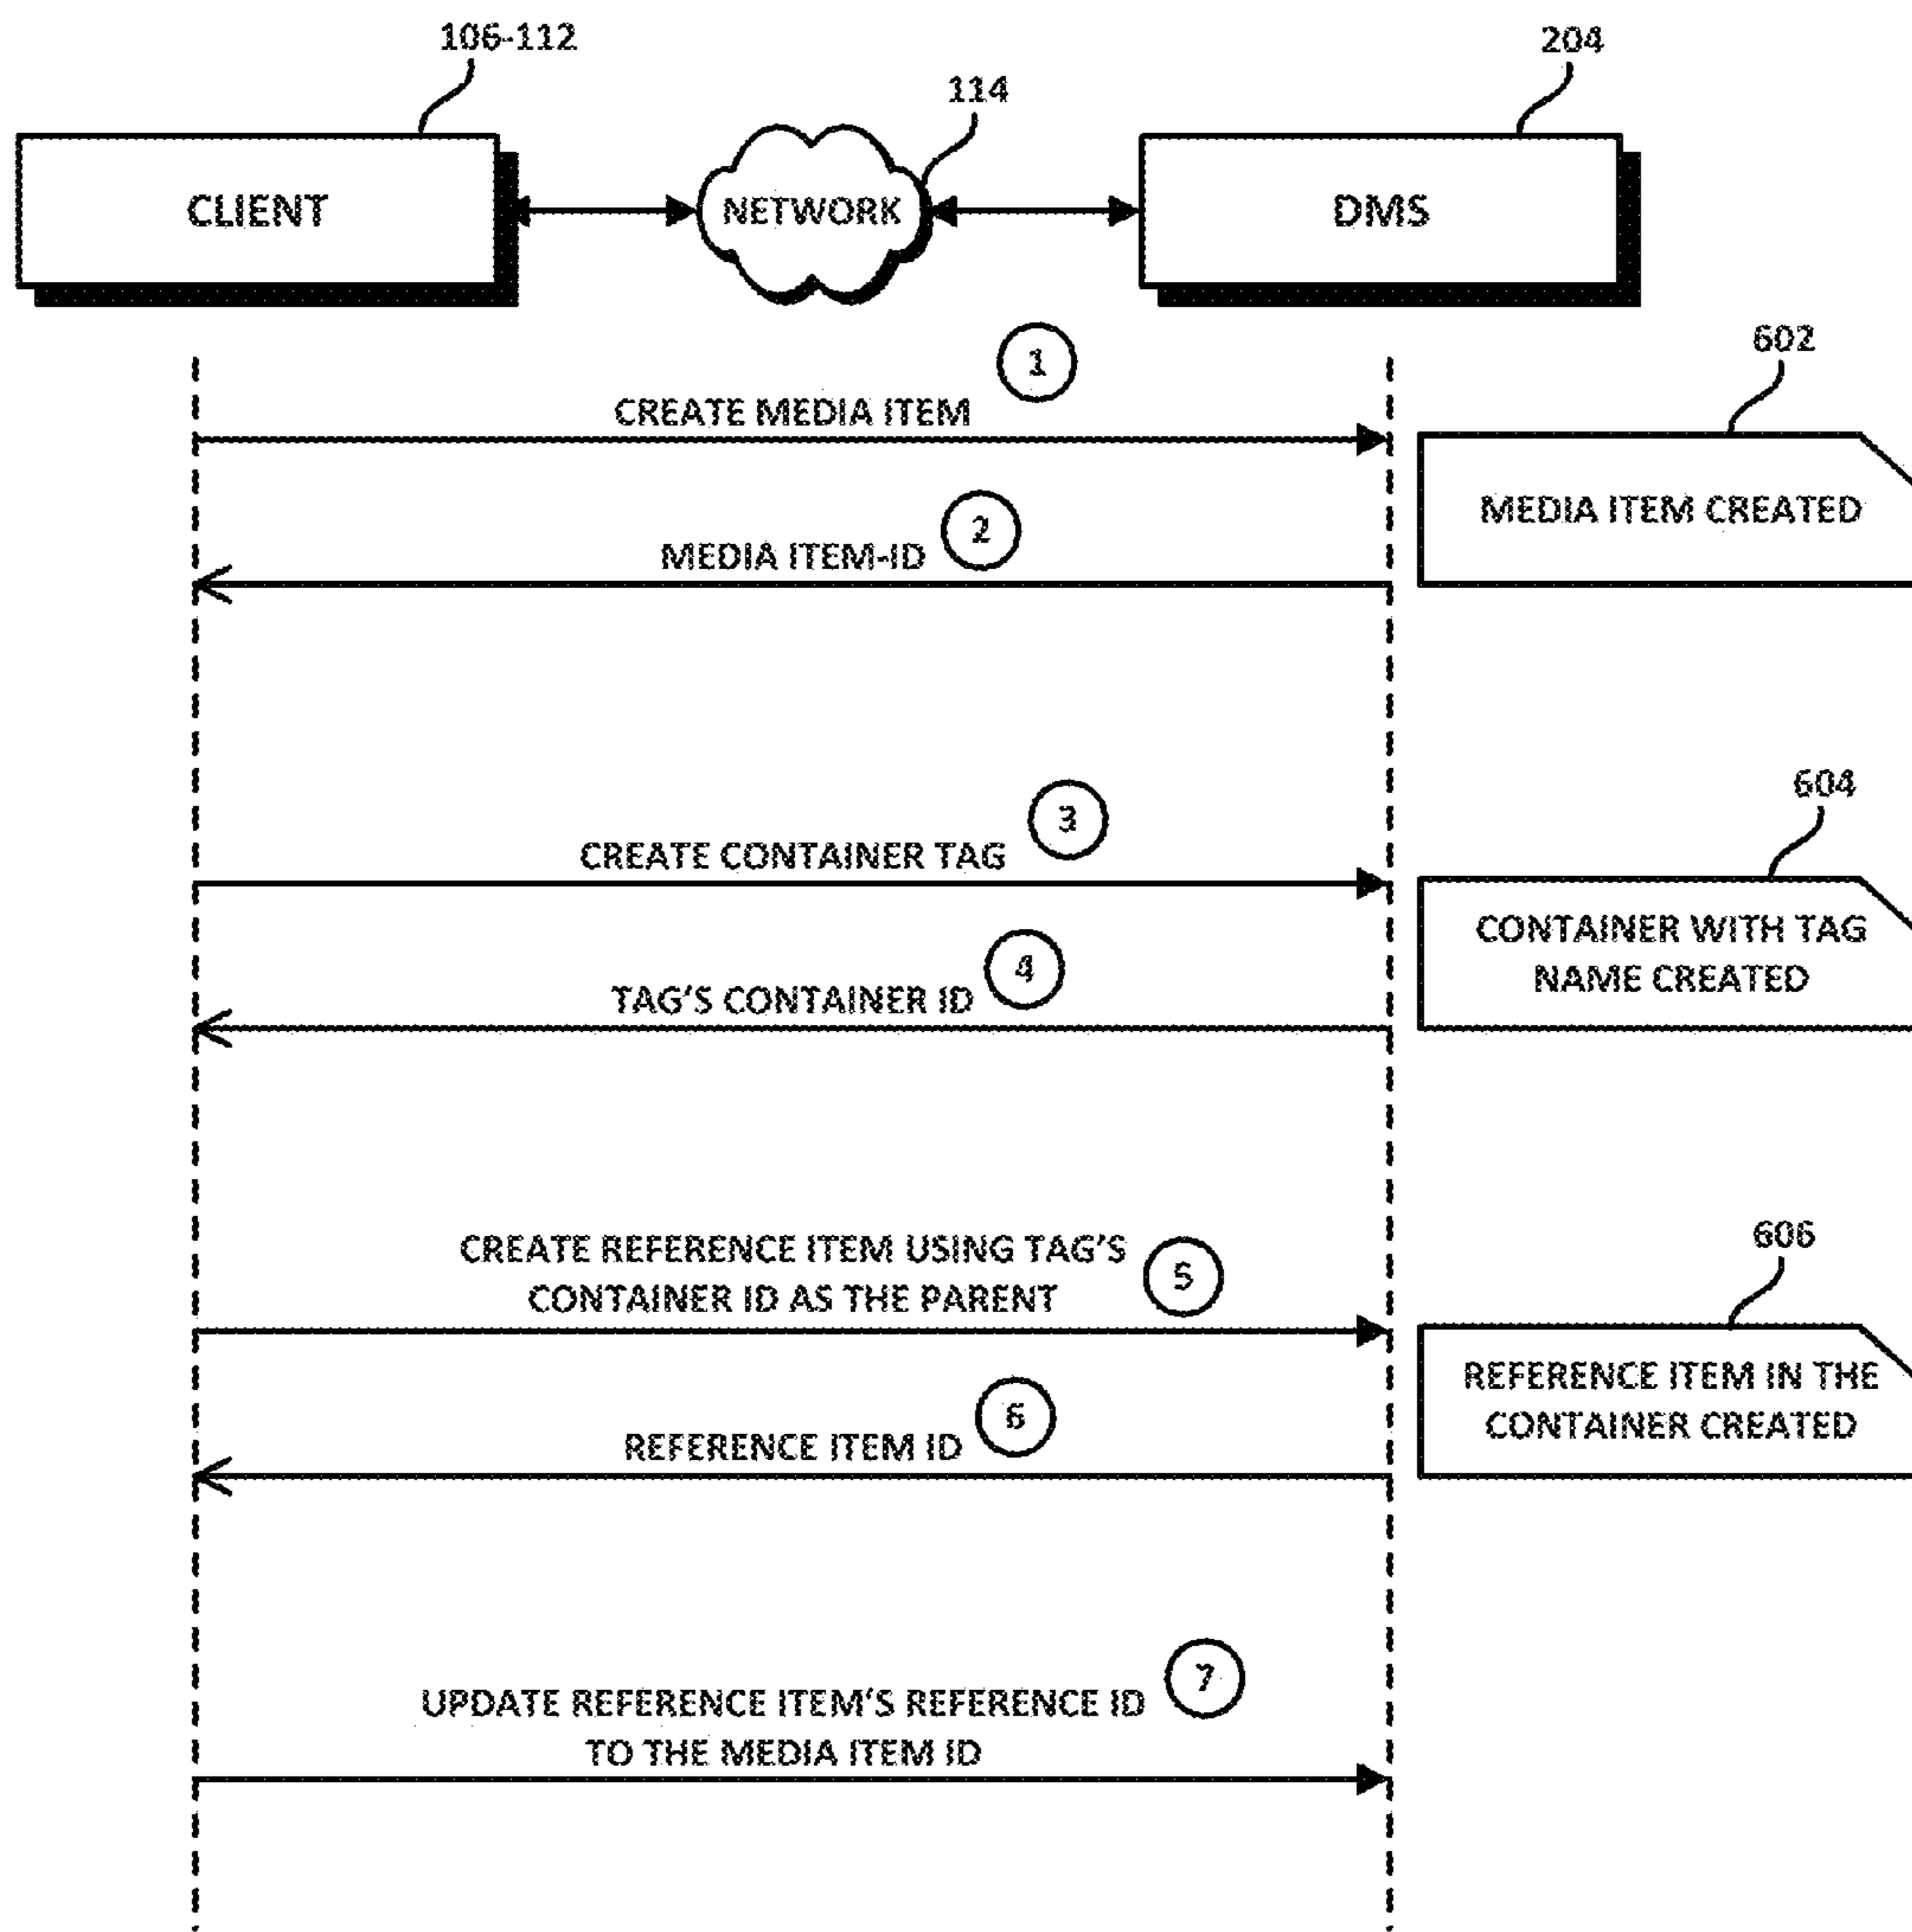 106-112
204
114
CLIENT
NETWORK
DMS
1
602
CREATE MEDIA ITEM
MEDIA ITEM CREATED
2
MEDIA ITEM-ID
604
3
CREATE CONTAINER TAG
CONTAINER WITH TAG
NAME CREATED
4
TAG'S CONTAINER ID
606
CREATE REFERENCE ITEM USING TAG'S
CONTAINER ID AS THE PARENT
5
REFERENCE ITEM IN THE
CONTAINER CREATED
6
REFERENCE ITEM ID
7
UPDATE REFERENCE ITEM'S REFERENCE ID
TO THE MEDIA ITEM ID